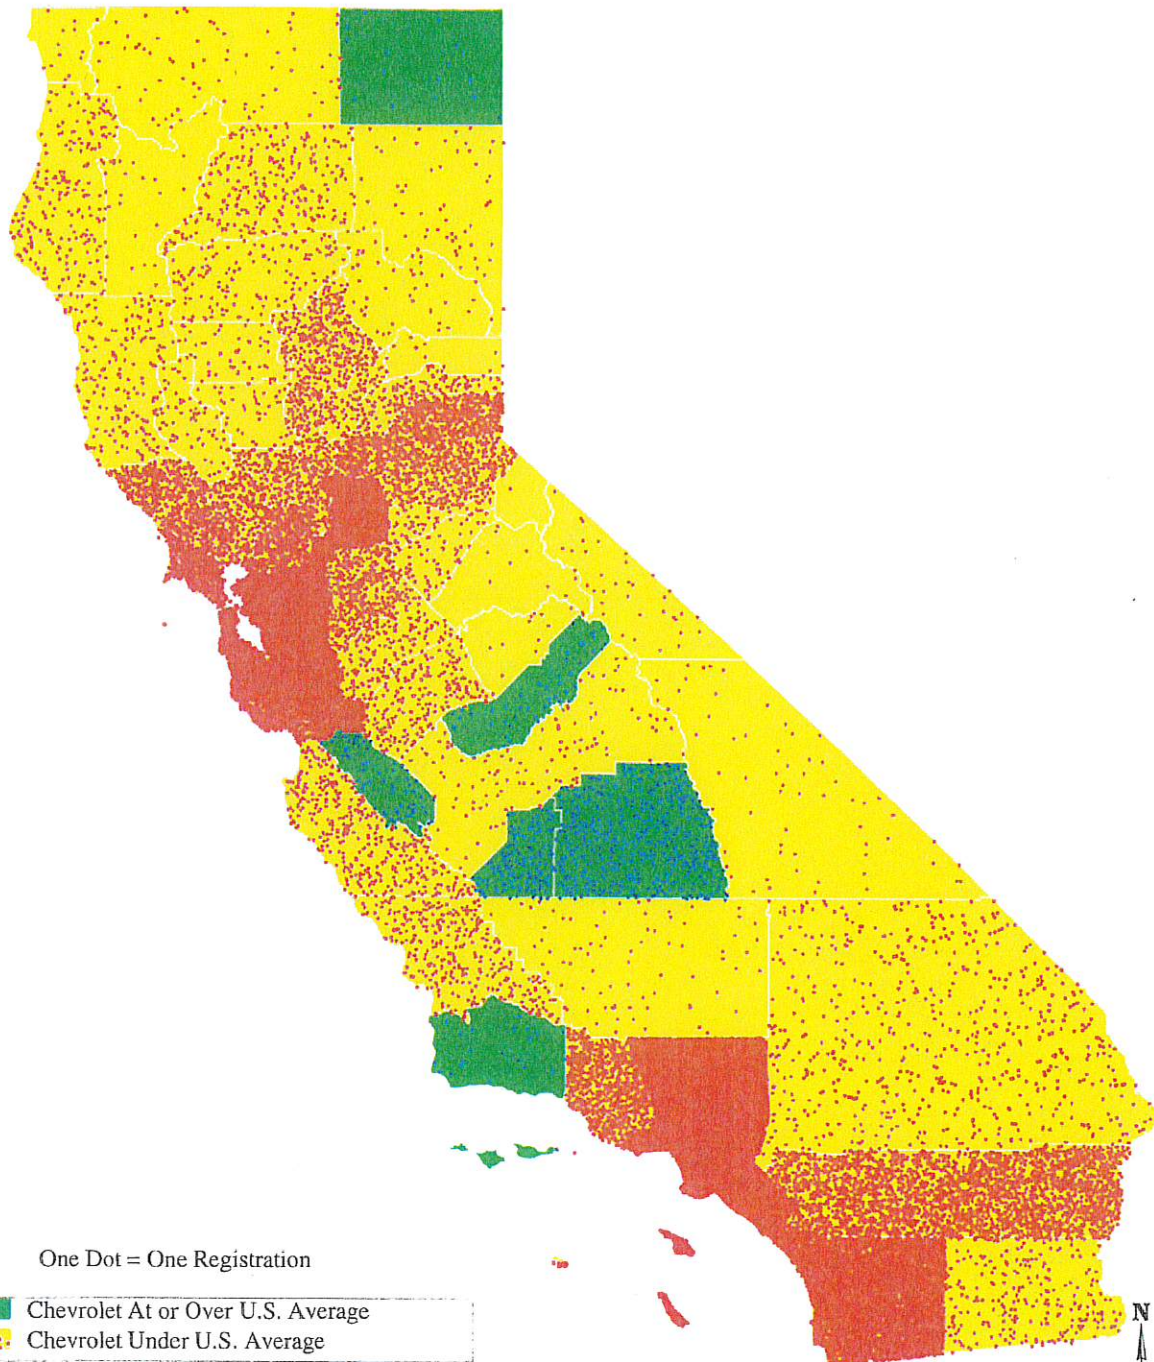 One Dot = One Registration
Chevrolet At or Over U.S. Average
Chevrolet Under U.S. Average
N